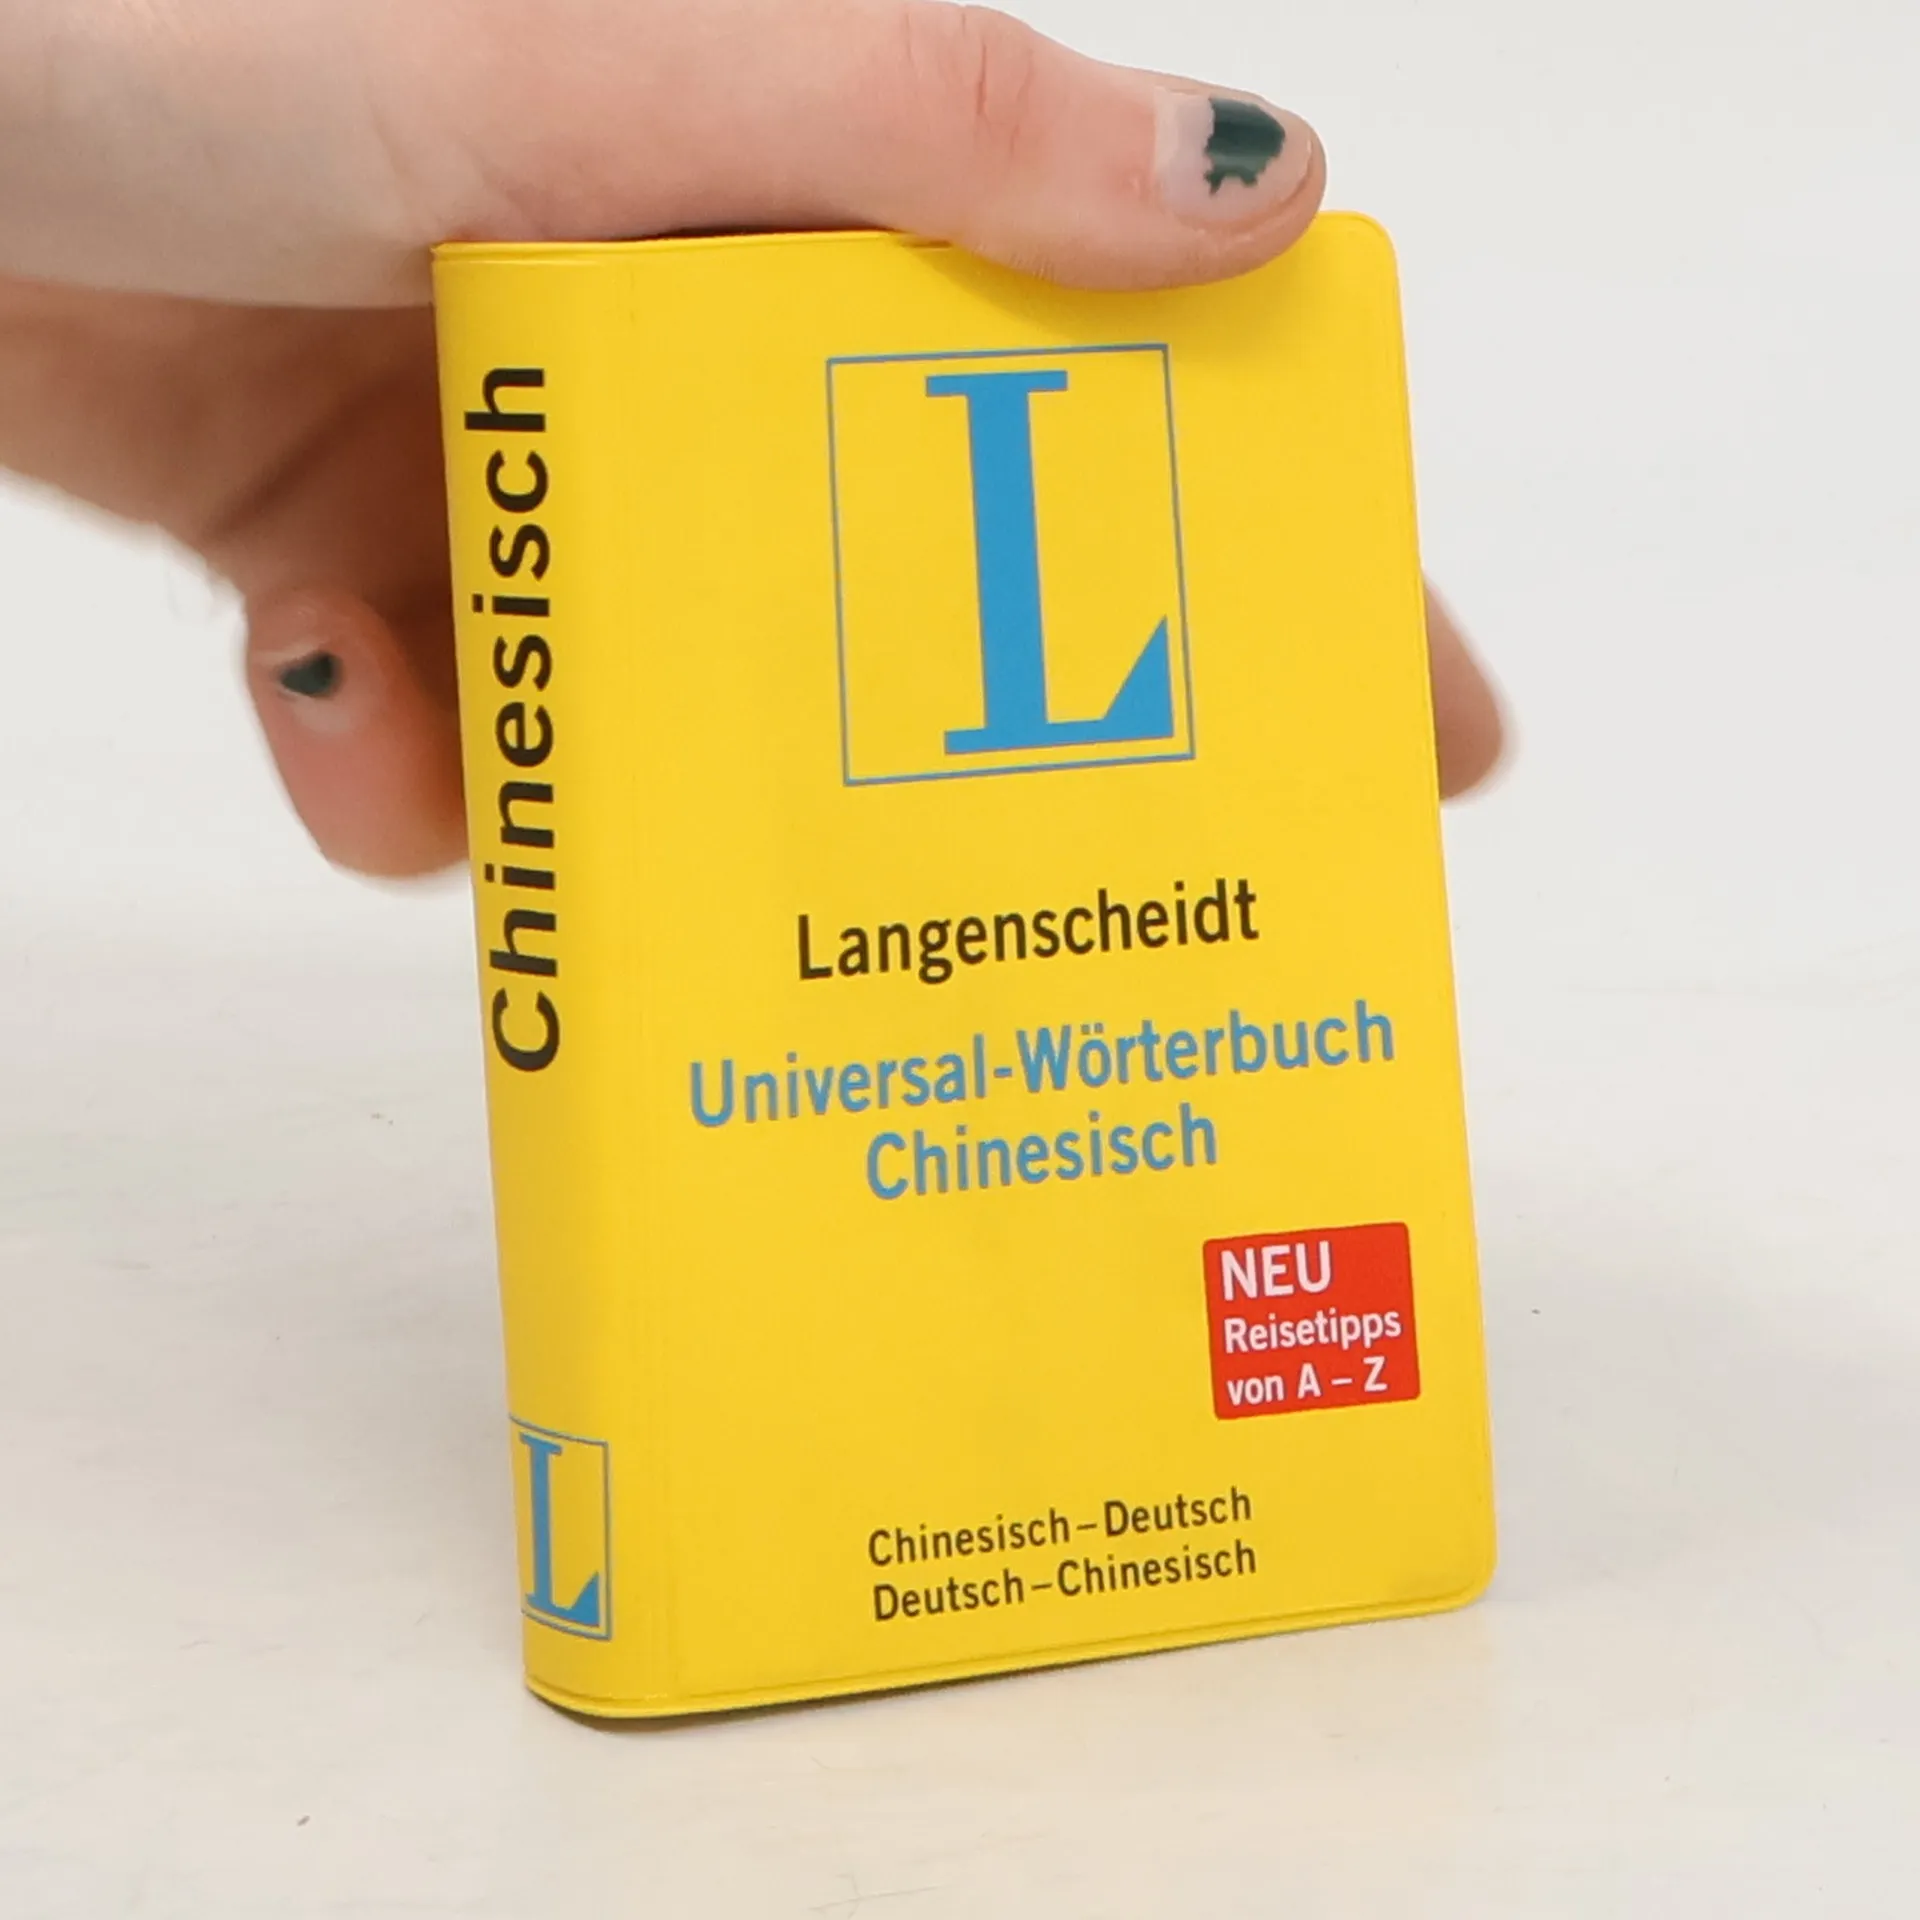 Chinesisch
L
L
Langenscheidt
Universal-Wörterbuch
Chinesisch
NEU
Reisetipps
von A – Z
Chinesisch – Deutsch
Deutsch – Chinesisch